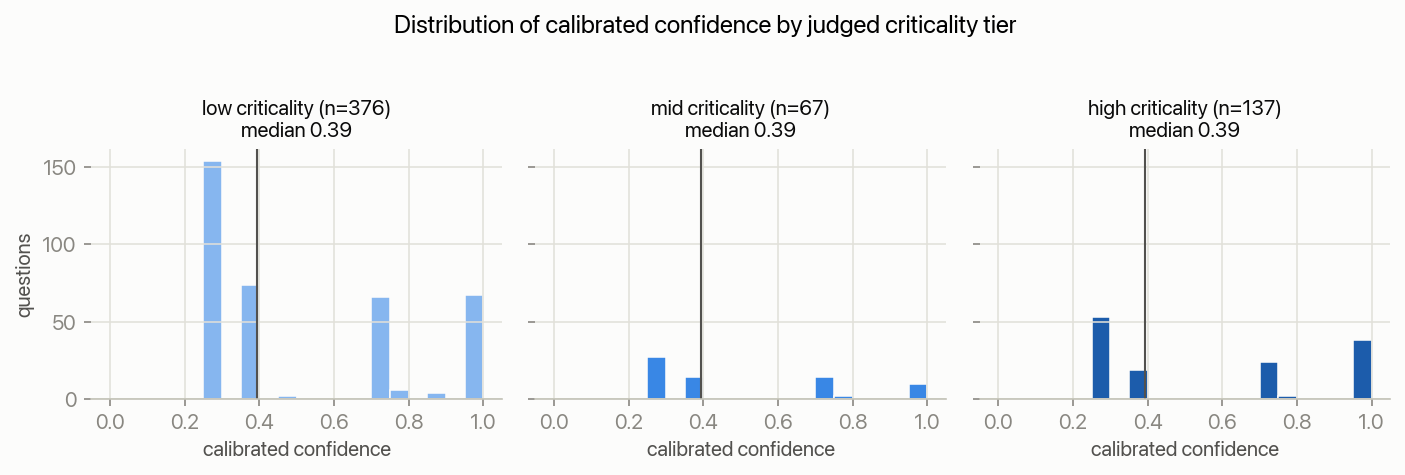 Distribution of calibrated confidence by judged criticality tier
low criticality (n=376)
median 0.39
mid criticality (n=67)
median 0.39
high criticality (n=137)
median 0.39
questions
150
100
50
0
0.0 0.2 0.4 0.6 0.8 1.0
0.0 0.2 0.4 0.6 0.8 1.0
0.0 0.2 0.4 0.6 0.8 1.0
calibrated confidence
calibrated confidence
calibrated confidence